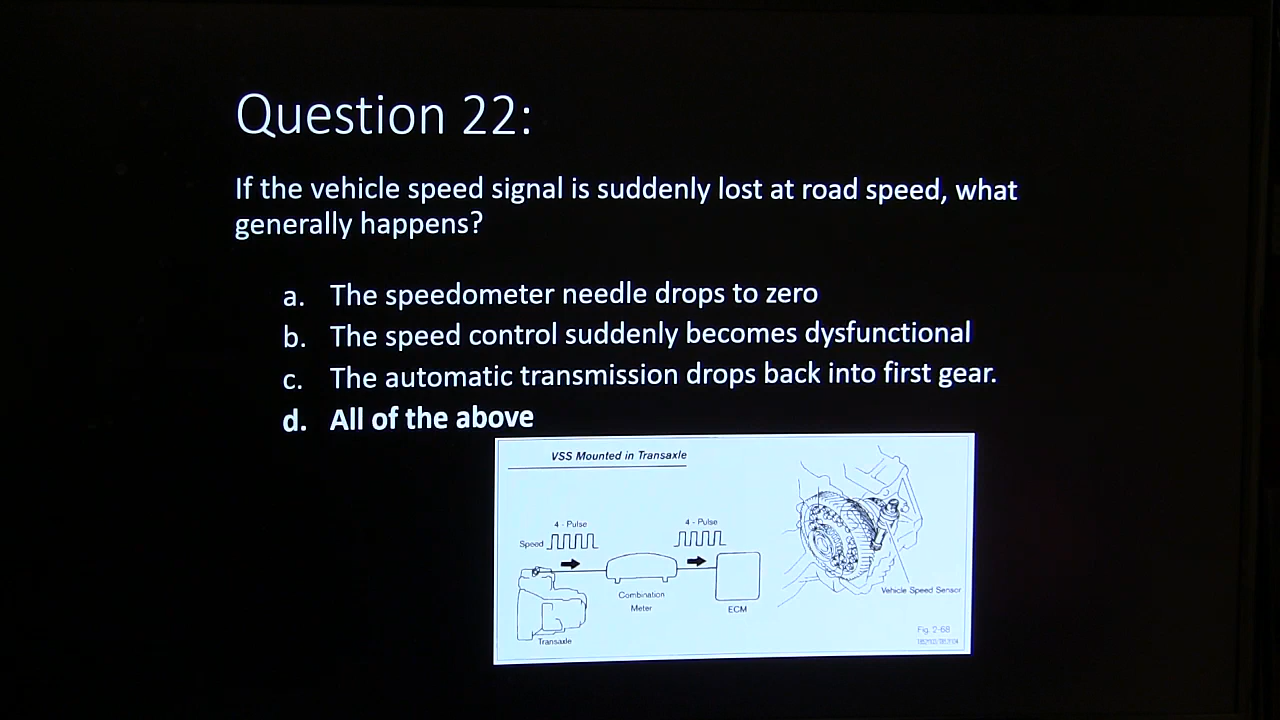 Question 22:
If the vehicle speed signal is suddenly lost at road speed, what
generally happens?
a. The speedometer needle drops to zero
b. The speed control suddenly becomes dysfunctional
c. The automatic transmission drops back into first gear.
d. All of the above
VSS Mounted in Transaxle
4 - Pulse
4 - Pulse
Speed
Combination
Meter
ECM
Transaxle
Vehicle Speed Sensor
Fig. 2-68